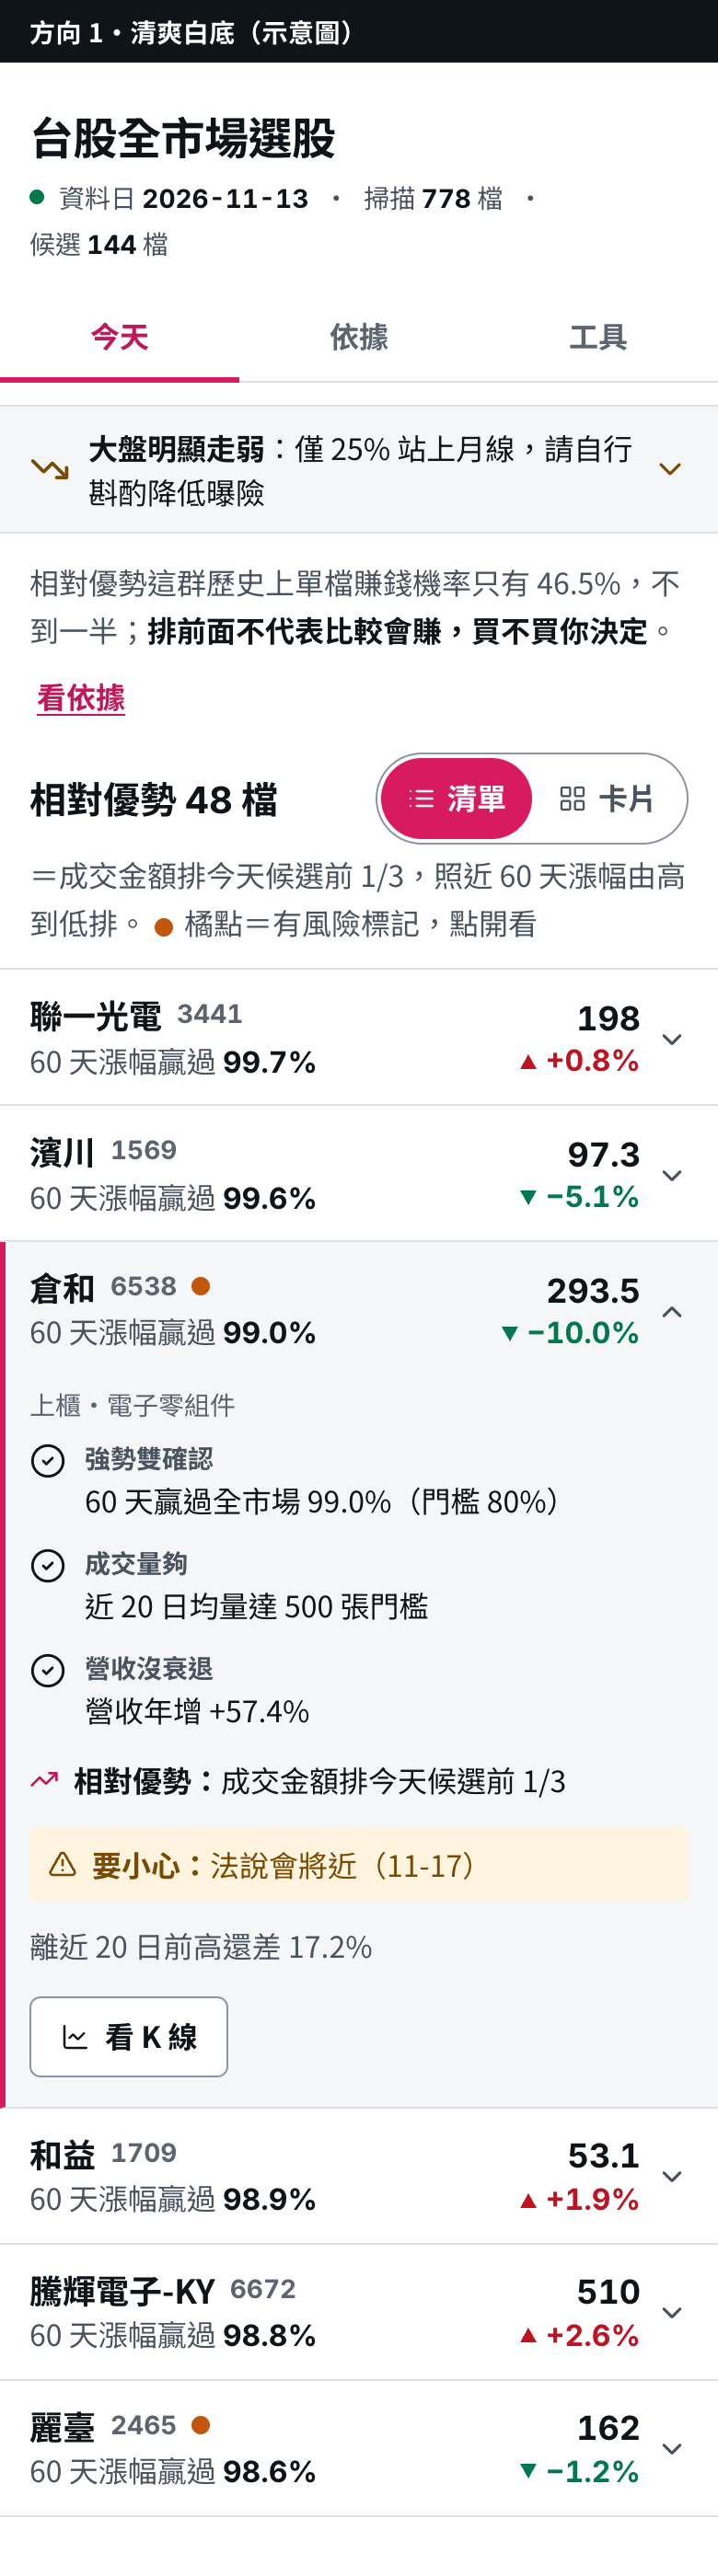 方向 1・清爽白底（示意圖）
台股全市場選股
資料日 2026-11-13 ・ 掃描 778 檔 ・
候選 144 檔
今天 依據 工具
大盤明顯走弱：僅 25% 站上月線，請自行
斟酌降低曝險
相對優勢這群歷史上單檔賺錢機率只有 46.5%，不
到一半；排前面不代表比較會賺，買不買你決定。
看依據
相對優勢 48 檔 清單 卡片
＝成交金額排今天候選前 1/3，照近 60 天漲幅由高
到低排。 橘點＝有風險標記，點開看
聯一光電 3441 198
60 天漲幅贏過 99.7% ▲ +0.8%
濱川 1569 97.3
60 天漲幅贏過 99.6% ▼ −5.1%
倉和 6538 293.5
60 天漲幅贏過 99.0% ▼ −10.0%
上櫃・電子零組件
強勢雙確認
60 天贏過全市場 99.0%（門檻 80%）
成交量夠
近 20 日均量達 500 張門檻
營收沒衰退
營收年增 +57.4%
相對優勢：成交金額排今天候選前 1/3
要小心：法說會將近（11-17）
離近 20 日前高還差 17.2%
看 K 線
和益 1709 53.1
60 天漲幅贏過 98.9% ▲ +1.9%
騰輝電子-KY 6672 510
60 天漲幅贏過 98.8% ▲ +2.6%
麗臺 2465 162
60 天漲幅贏過 98.6% ▼ −1.2%